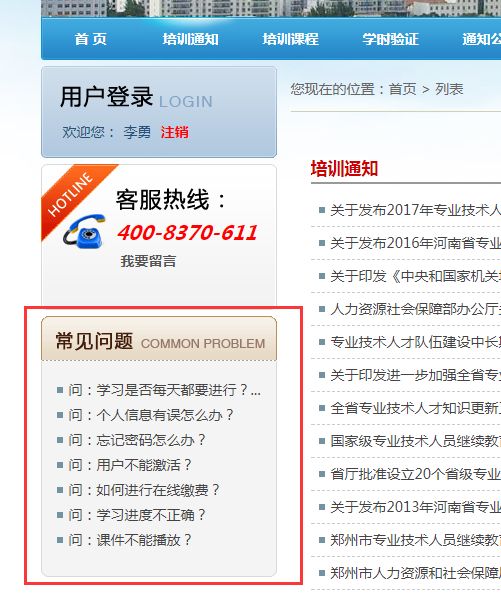 首 页 培训通知 培训课程 学时验证 通知公
用户登录 LOGIN
欢迎您： 李勇 注销
您现在的位置：首页 > 列表
HOTLINE
客服热线：
400-8370-611
我要留言
常见问题 COMMON PROBLEM
问：学习是否每天都要进行？...
问：个人信息有误怎么办？
问：忘记密码怎么办？
问：用户不能激活？
问：如何进行在线缴费？
问：学习进度不正确？
问：课件不能播放？
培训通知
关于发布2017年专业技术人
关于发布2016年河南省专业
关于印发《中央和国家机关
人力资源社会保障部办公厅
专业技术人才队伍建设中长
关于印发进一步加强全省专
全省专业技术人才知识更新
国家级专业技术人员继续教
省厅批准设立20个省级专业
关于发布2013年河南省专业
郑州市专业技术人员继续教
郑州市人力资源和社会保障